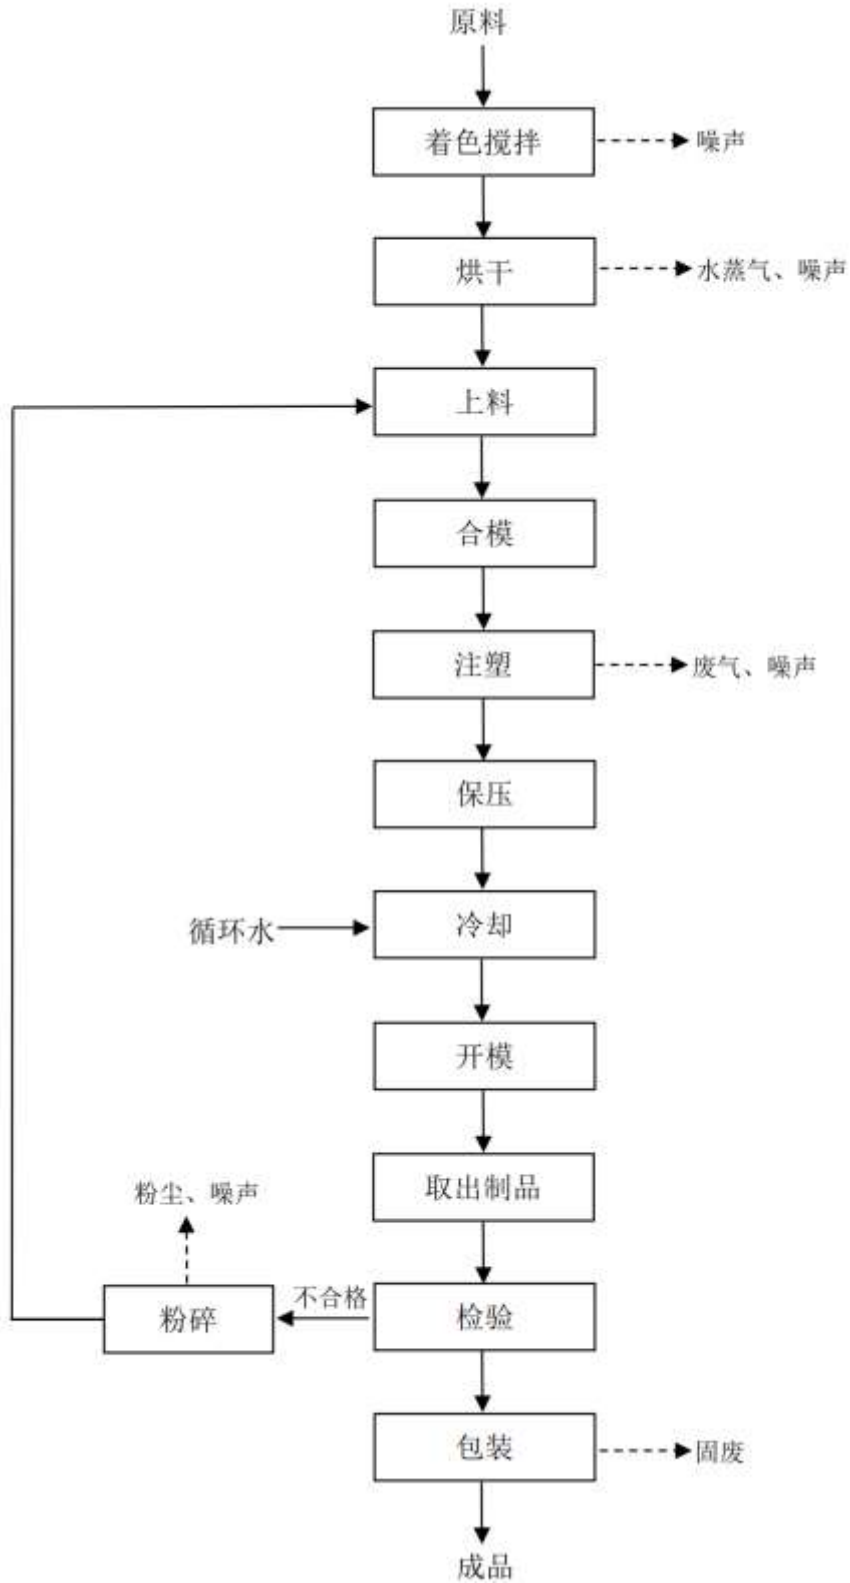 原料
着色搅拌
噪声
烘干
水蒸气、噪声
上料
合模
注塑
废气、噪声
保压
循环水
冷却
开模
取出制品
粉尘、噪声
粉碎
不合格
检验
包装
固废
成品